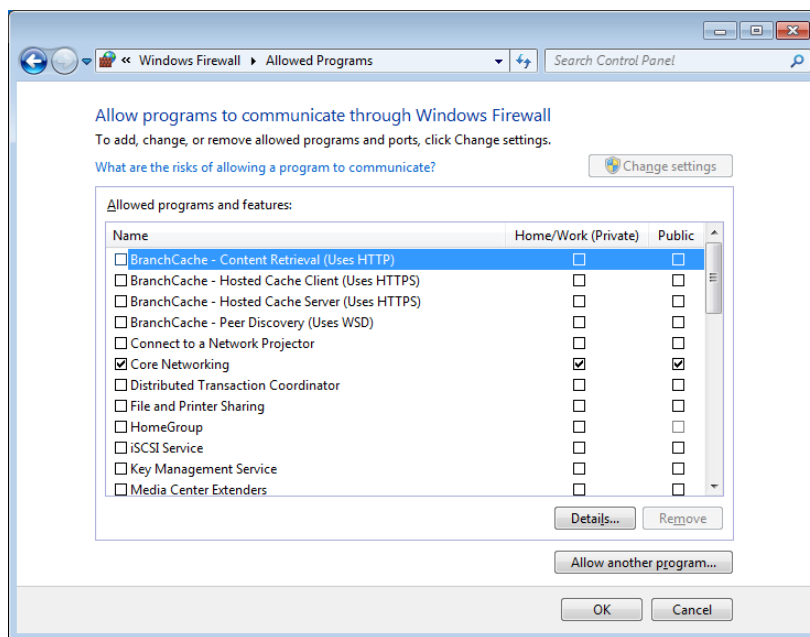 « Windows Firewall ▸ Allowed Programs
Search Control Panel
Allow programs to communicate through Windows Firewall
To add, change, or remove allowed programs and ports, click Change settings.
What are the risks of allowing a program to communicate?
Change settings
Allowed programs and features:
Name Home/Work (Private) Public
BranchCache - Content Retrieval (Uses HTTP)
BranchCache - Hosted Cache Client (Uses HTTPS)
BranchCache - Hosted Cache Server (Uses HTTPS)
BranchCache - Peer Discovery (Uses WSD)
Connect to a Network Projector
Core Networking
Distributed Transaction Coordinator
File and Printer Sharing
HomeGroup
iSCSI Service
Key Management Service
Media Center Extenders
Details... Remove
Allow another program...
OK Cancel